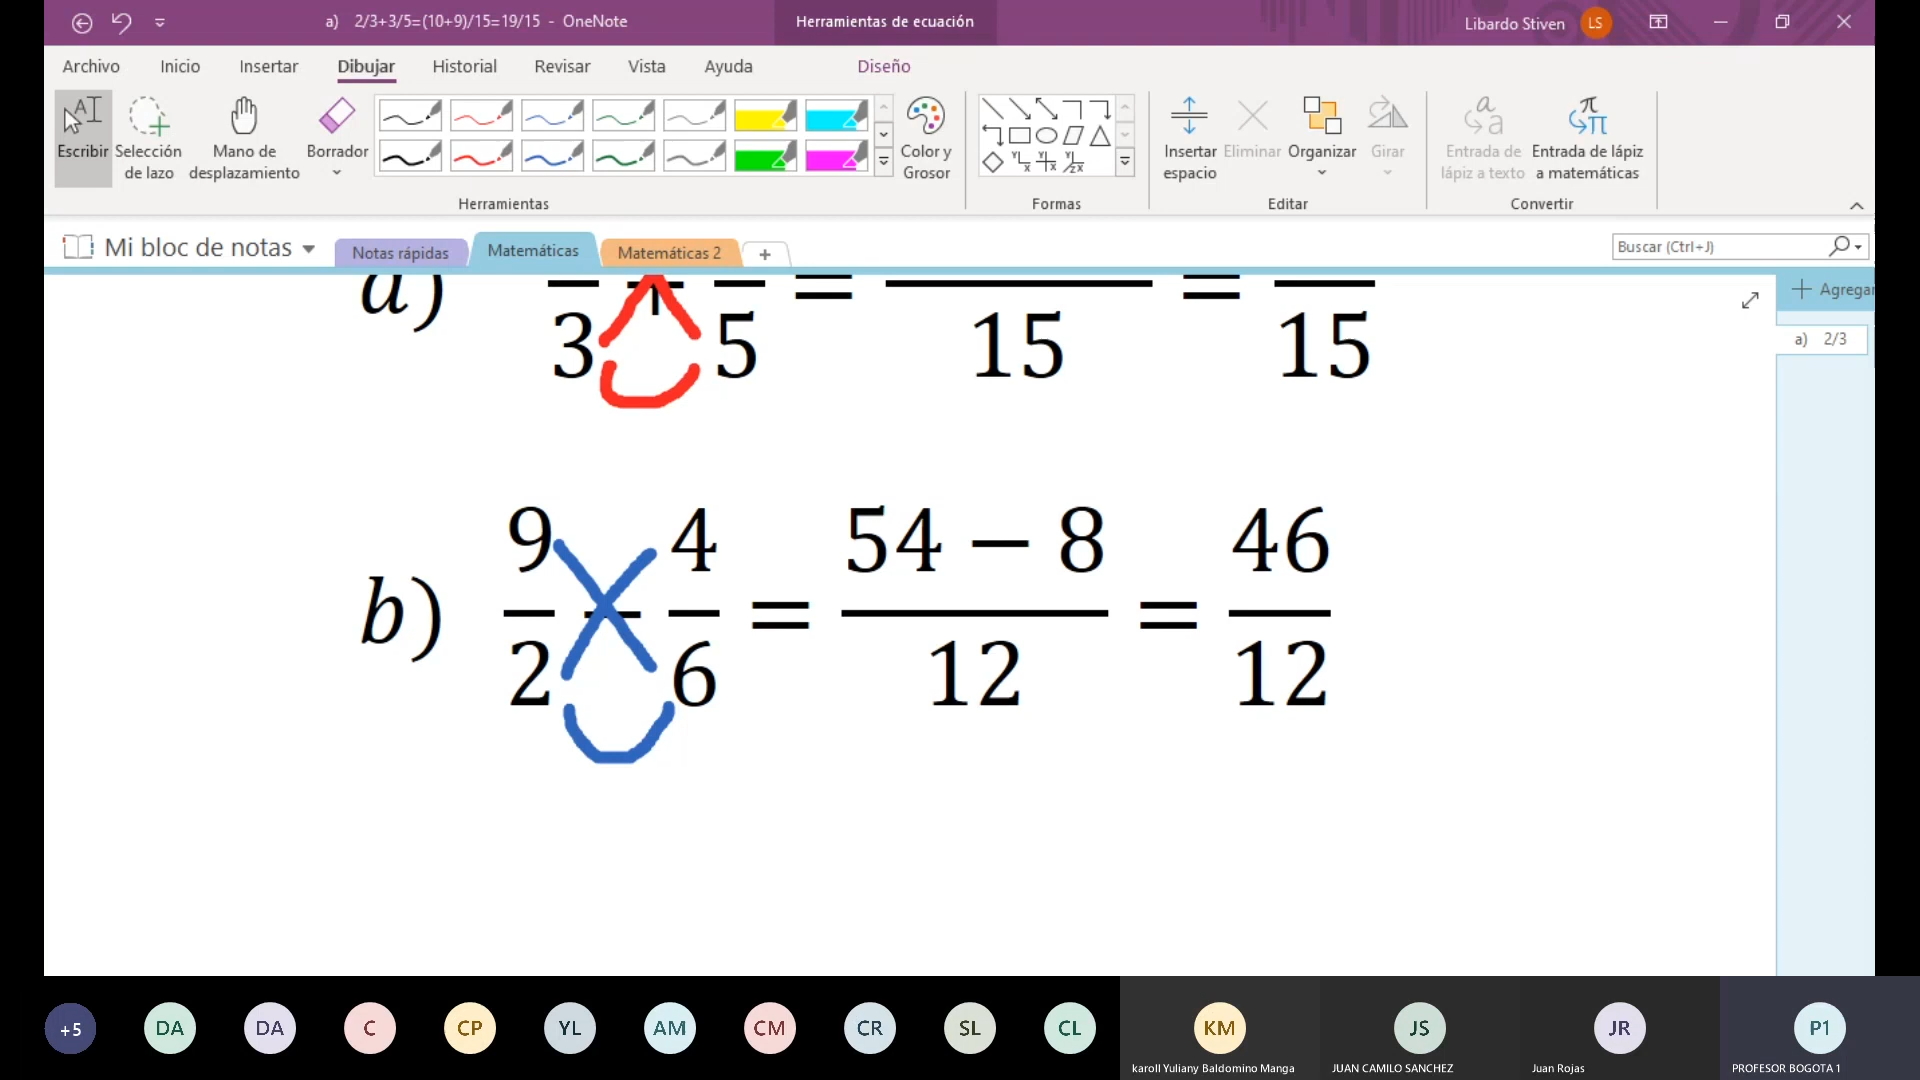 a) 2/3+3/5=(10+9)/15=19/15 - OneNote
Herramientas de ecuación
Libardo Stiven LS
Archivo Inicio Insertar Dibujar Historial Revisar Vista Ayuda Diseño
Escribir
Selección de lazo
Mano de desplazamiento
Borrador
Color y Grosor
Insertar espacio
Eliminar
Organizar
Girar
Entrada de lápiz a texto
Entrada de lápiz a matemáticas
Herramientas
Formas
Editar
Convertir
Mi bloc de notas
Notas rápidas
Matemáticas
Matemáticas 2
Buscar (Ctrl+J)
Agregar
a) 2/3
a) + = =
3 5 15 15
9 4 54 − 8 46
b) − = =
2 6 12 12
+5 DA DA C CP YL AM CM CR SL CL KM JS JR P1
karoll Yuliany Baldomino Manga
JUAN CAMILO SANCHEZ
Juan Rojas
PROFESOR BOGOTA 1